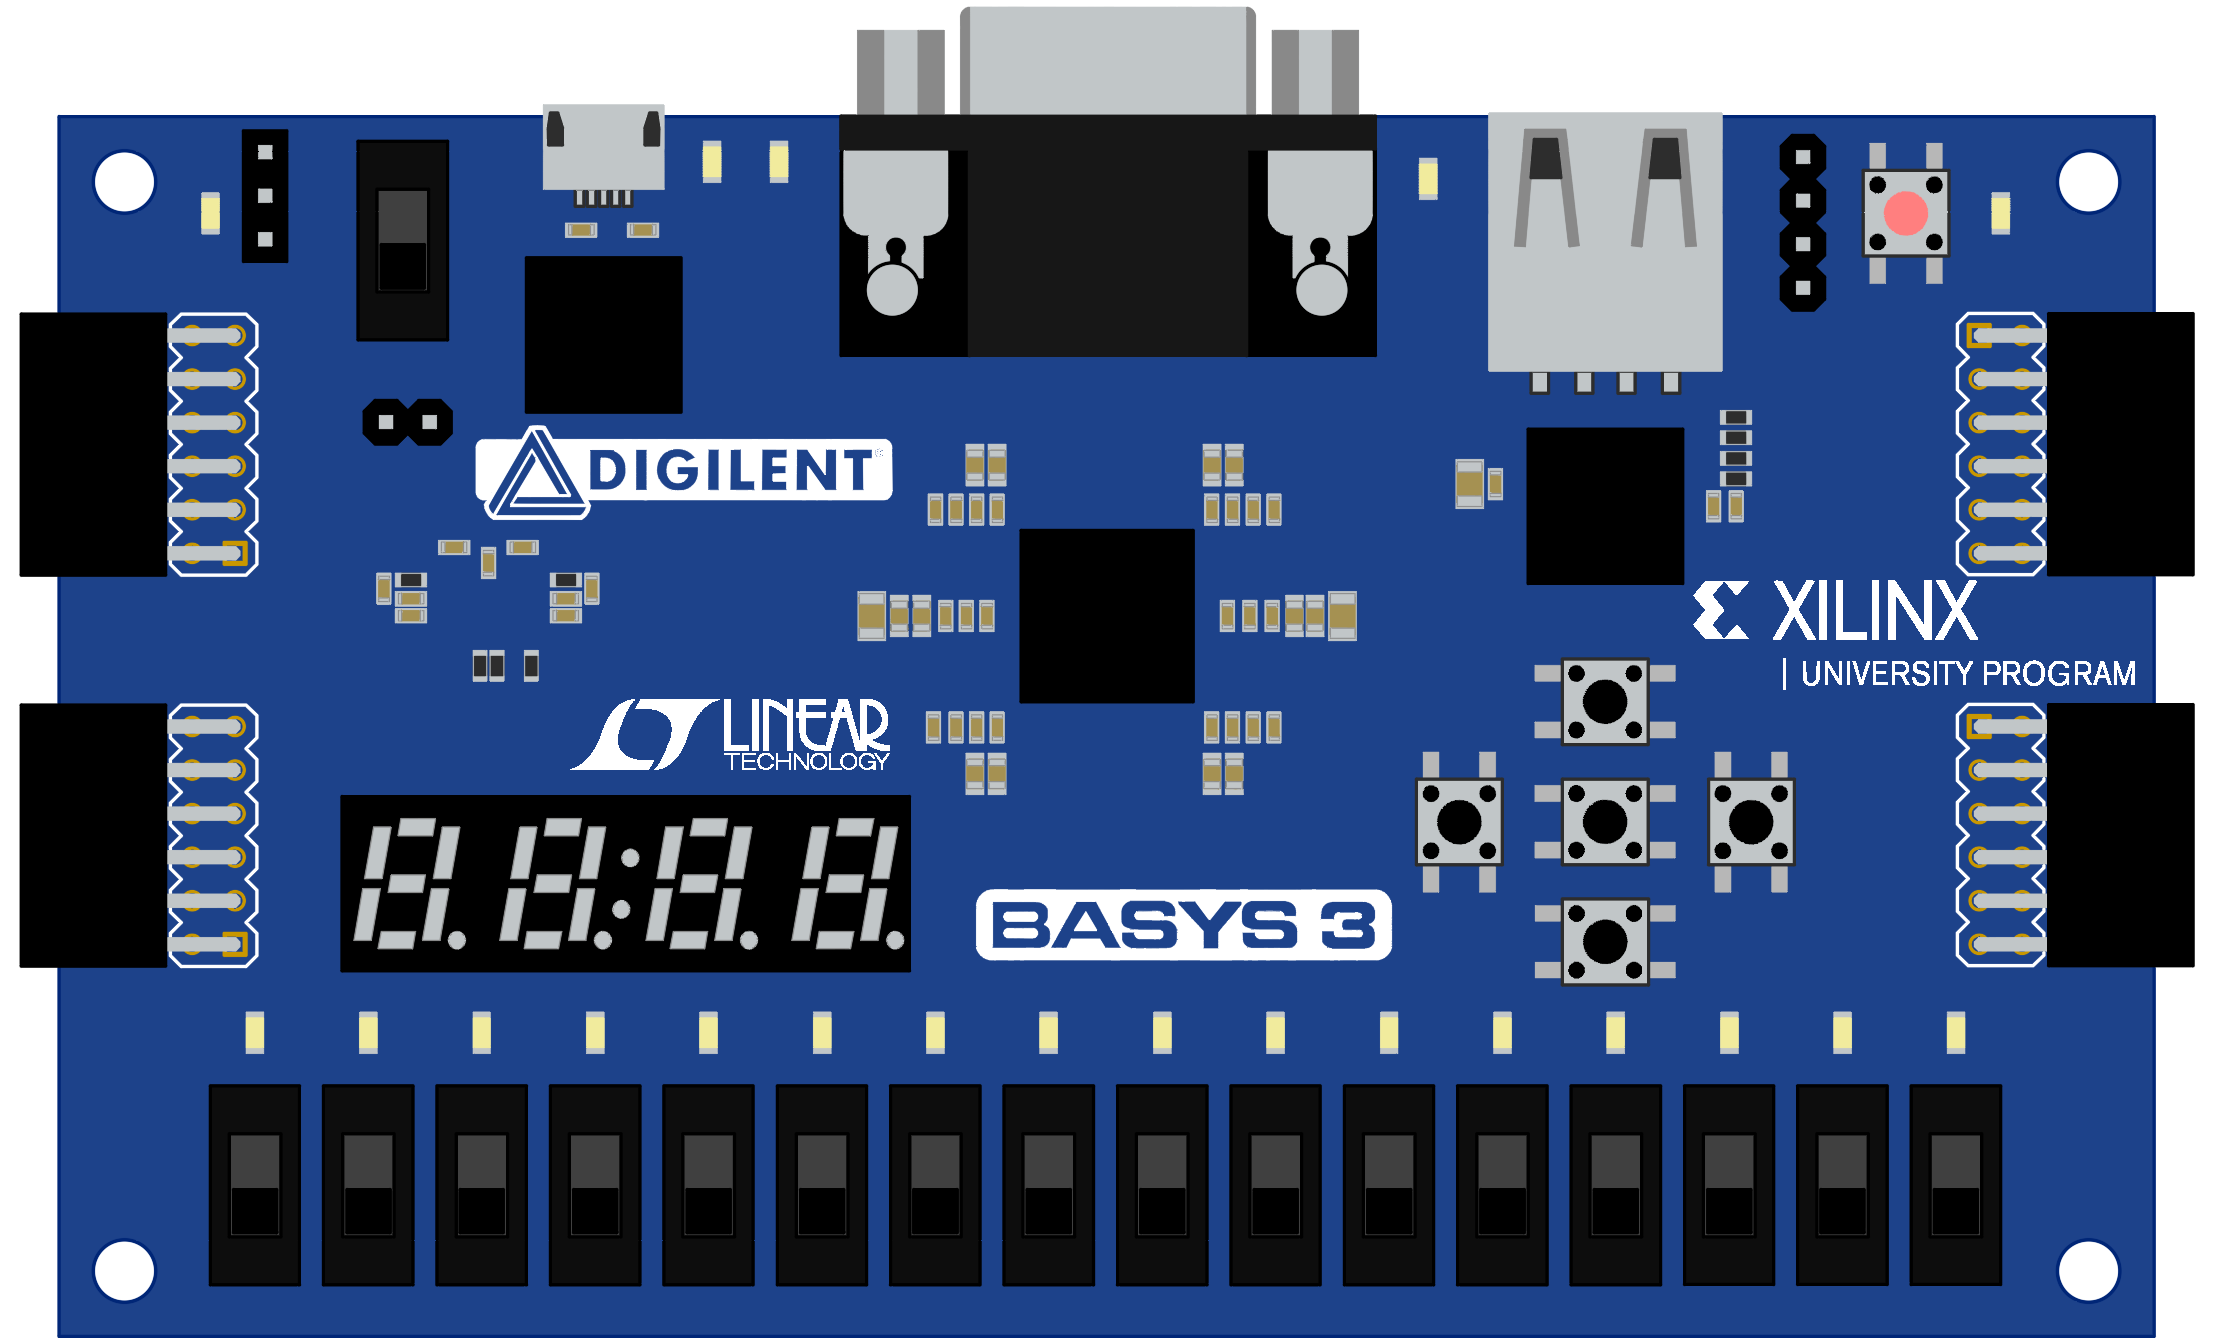 DIGILENT
XILINX
UNIVERSITY PROGRAM
LINEAR
TECHNOLOGY
BASYS 3